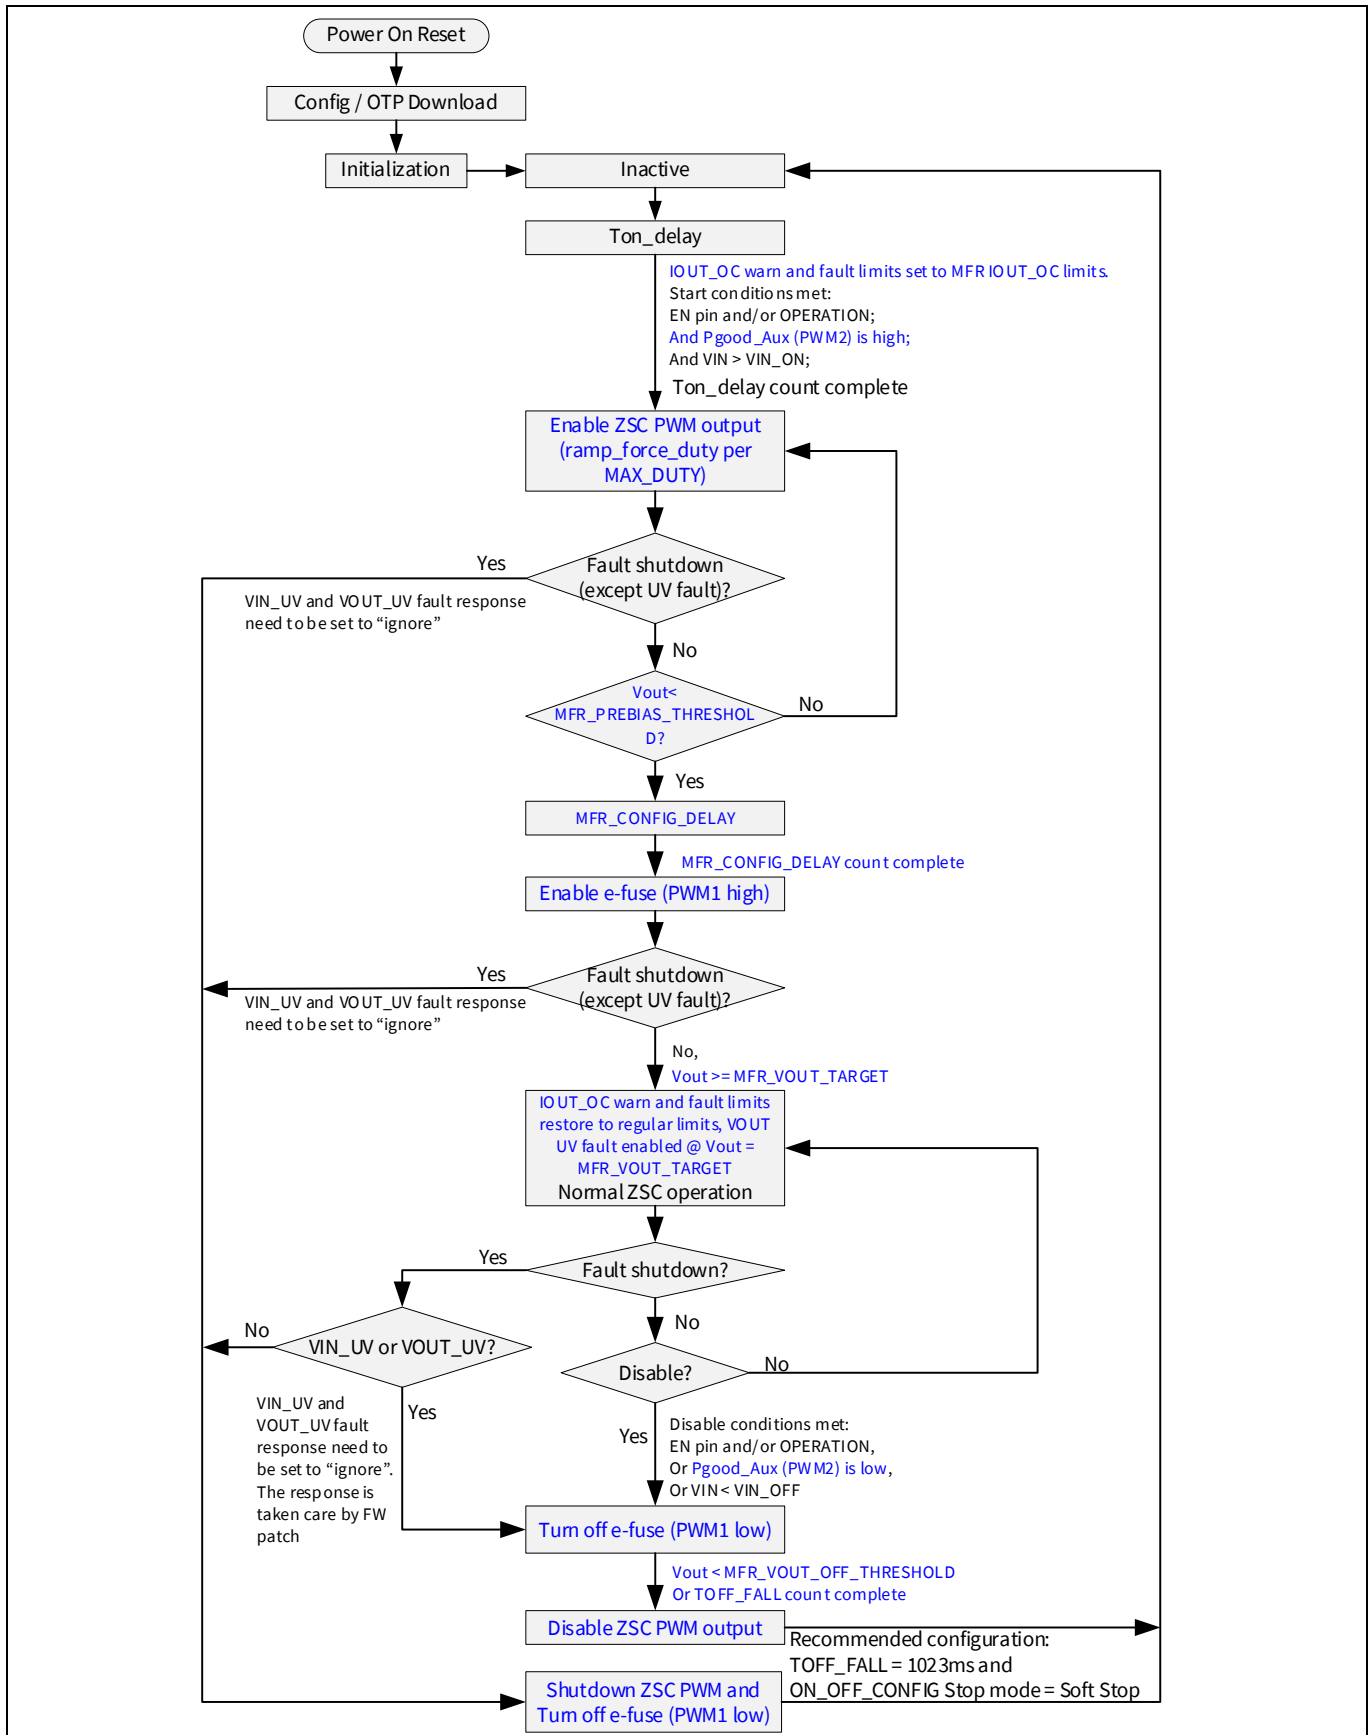 Power On Reset
Config / OTP Download
Initialization
Inactive
Ton_delay
IOUT_OC warn and fault limits set to MFR IOUT_OC limits.
Start conditions met:
EN pin and/or OPERATION;
And Pgood_Aux (PWM2) is high;
And VIN > VIN_ON;
Ton_delay count complete
Enable ZSC PWM output
(ramp_force_duty per
MAX_DUTY)
Yes
Fault shutdown
(except UV fault)?
VIN_UV and VOUT_UV fault response
need to be set to “ignore”
No
Vout<
MFR_PREBIAS_THRESHOL
D?
No
Yes
MFR_CONFIG_DELAY
MFR_CONFIG_DELAY count complete
Enable e-fuse (PWM1 high)
Yes
Fault shutdown
(except UV fault)?
VIN_UV and VOUT_UV fault response
need to be set to “ignore”
No,
Vout >= MFR_VOUT_TARGET
IOUT_OC warn and fault limits
restore to regular limits, VOUT
UV fault enabled @ Vout =
MFR_VOUT_TARGET
Normal ZSC operation
Yes
Fault shutdown?
No
No
VIN_UV or VOUT_UV?
Disable?
No
VIN_UV and
VOUT_UV fault
response need to
be set to “ignore”.
The response is
taken care by FW
patch
Yes
Yes
Disable conditions met:
EN pin and/or OPERATION,
Or Pgood_Aux (PWM2) is low,
Or VIN < VIN_OFF
Turn off e-fuse (PWM1 low)
Vout < MFR_VOUT_OFF_THRESHOLD
Or TOFF_FALL count complete
Disable ZSC PWM output
Recommended configuration:
TOFF_FALL = 1023ms and
ON_OFF_CONFIG Stop mode = Soft Stop
Shutdown ZSC PWM and
Turn off e-fuse (PWM1 low)